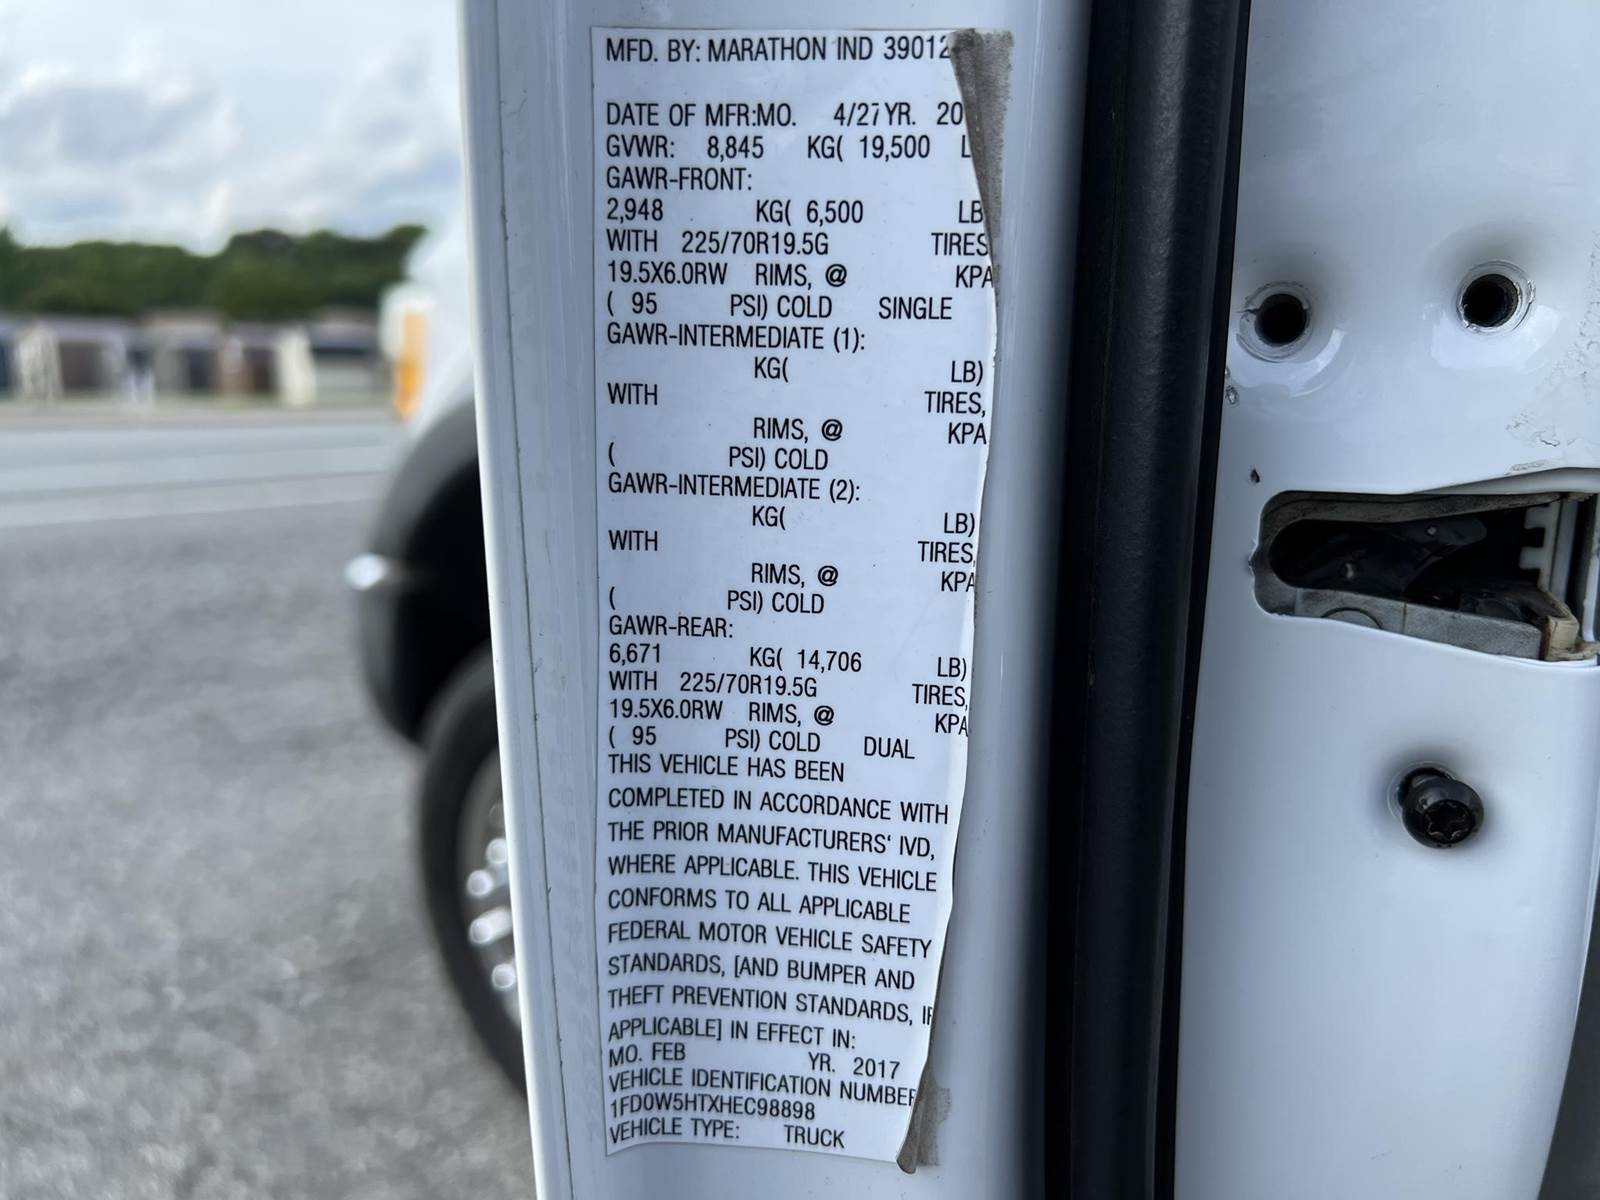 MFD. BY: MARATHON IND 39012
DATE OF MFR:MO. 4/27 YR. 20
GVWR: 8,845 KG( 19,500 L
GAWR-FRONT:
2,948 KG( 6,500 LB
WITH 225/70R19.5G TIRES
19.5X6.0RW RIMS, @ KPA
( 95 PSI) COLD SINGLE
GAWR-INTERMEDIATE (1):
KG( LB)
WITH TIRES,
RIMS, @ KPA
( PSI) COLD
GAWR-INTERMEDIATE (2):
KG( LB)
WITH TIRES,
RIMS, @ KPA
( PSI) COLD
GAWR-REAR:
6,671 KG( 14,706 LB)
WITH 225/70R19.5G TIRES,
19.5X6.0RW RIMS, @ KPA
( 95 PSI) COLD DUAL
THIS VEHICLE HAS BEEN
COMPLETED IN ACCORDANCE WITH
THE PRIOR MANUFACTURERS' IVD,
WHERE APPLICABLE. THIS VEHICLE
CONFORMS TO ALL APPLICABLE
FEDERAL MOTOR VEHICLE SAFETY
STANDARDS, [AND BUMPER AND
THEFT PREVENTION STANDARDS, IF
APPLICABLE] IN EFFECT IN:
MO. FEB YR. 2017
VEHICLE IDENTIFICATION NUMBER
1FD0W5HTXHEC98898
VEHICLE TYPE: TRUCK